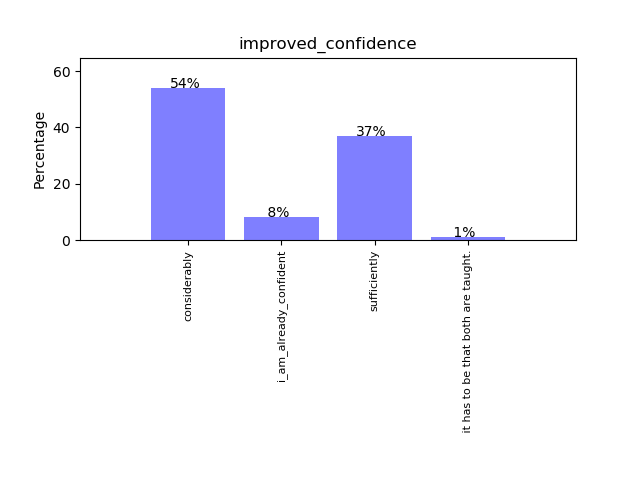 improved_confidence
Percentage
60
40
20
0
54%
8%
37%
1%
considerably
i_am_already_confident
sufficiently
it has to be that both are taught.